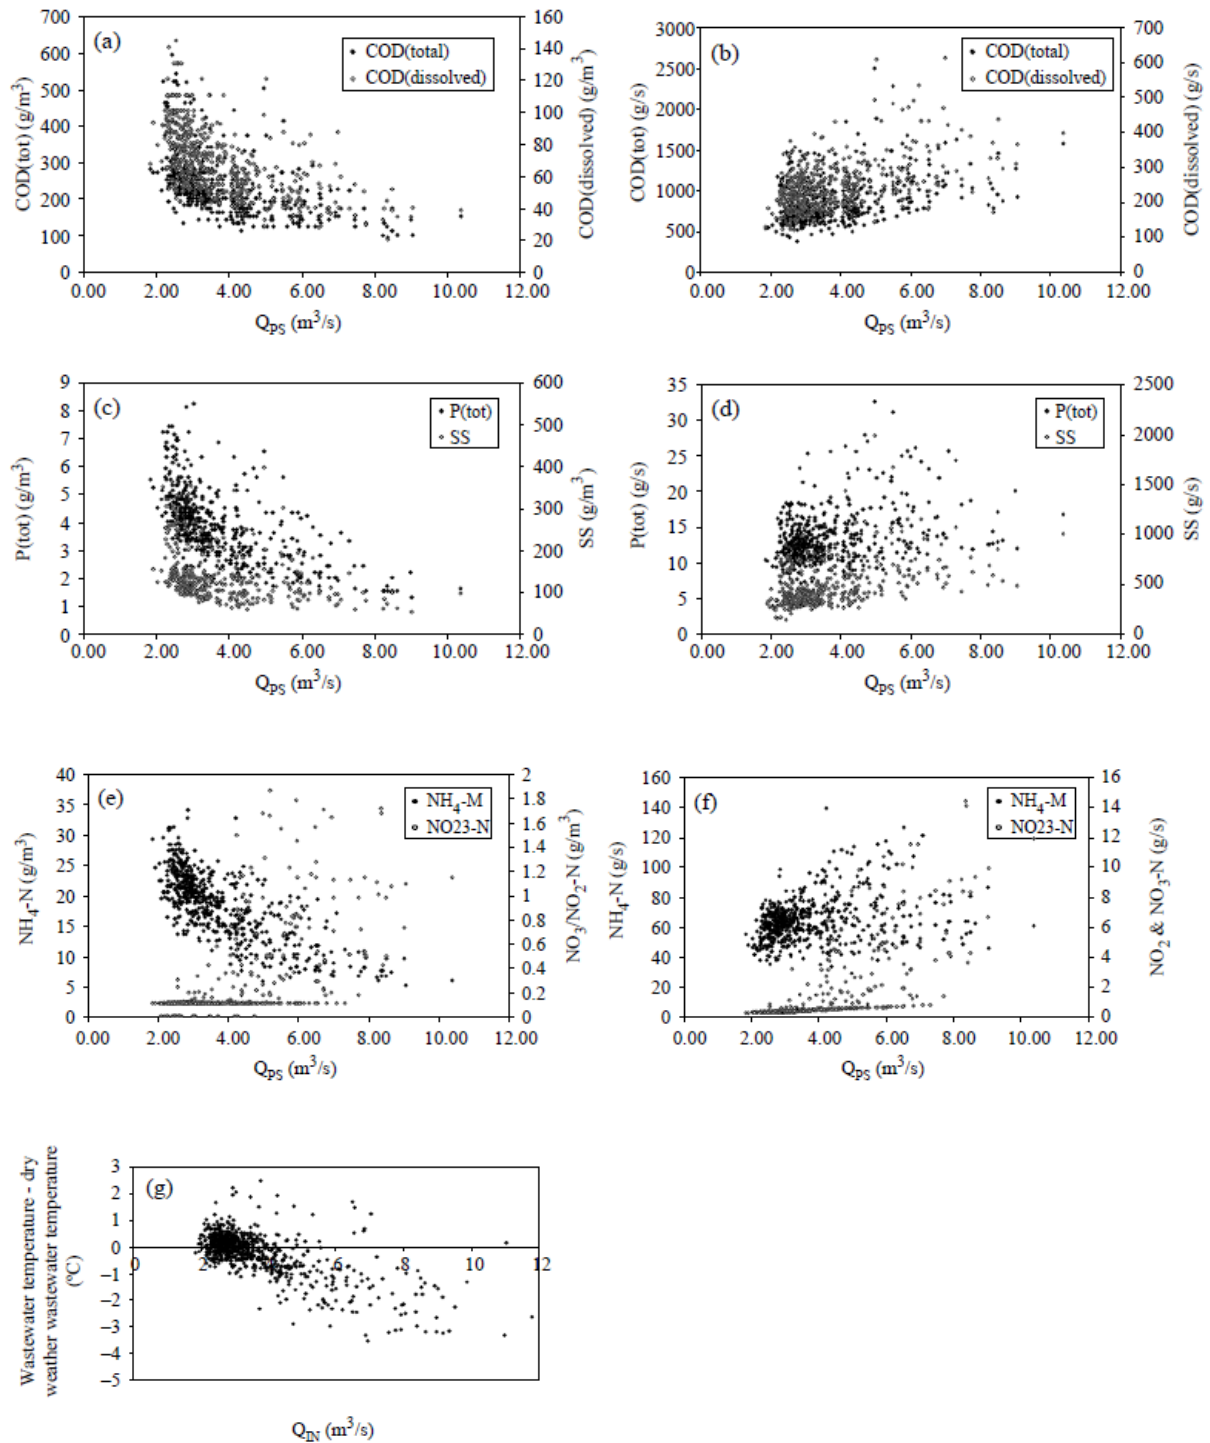 (a)
COD(total)
COD(dissolved)
COD(tot) (g/m³)
COD(dissolved) (g/m³)
700
600
500
400
300
200
100
0
160
140
120
100
80
60
40
20
0
0.00 2.00 4.00 6.00 8.00 10.00 12.00
Q_PS (m³/s)
(b)
COD(total)
COD(dissolved)
COD(tot) (g/s)
COD(dissolved) (g/s)
3000
2500
2000
1500
1000
500
0
700
600
500
400
300
200
100
0
0.00 2.00 4.00 6.00 8.00 10.00 12.00
Q_PS (m³/s)
(c)
P(tot)
SS
P(tot) (g/m³)
SS (g/m³)
9
8
7
6
5
4
3
2
1
0
600
500
400
300
200
100
0
0.00 2.00 4.00 6.00 8.00 10.00 12.00
Q_PS (m³/s)
(d)
P(tot)
SS
P(tot) (g/s)
SS (g/s)
35
30
25
20
15
10
5
0
2500
2000
1500
1000
500
0
0.00 2.00 4.00 6.00 8.00 10.00 12.00
Q_PS (m³/s)
(e)
NH₄-M
NO23-N
NH₄-N (g/m³)
NO₃/NO₂-N (g/m³)
40
35
30
25
20
15
10
5
0
2
1.8
1.6
1.4
1.2
1
0.8
0.6
0.4
0.2
0
0.00 2.00 4.00 6.00 8.00 10.00 12.00
Q_PS (m³/s)
(f)
NH₄-M
NO23-N
NH₄-N (g/s)
NO₂ & NO₃-N (g/s)
160
140
120
100
80
60
40
20
0
16
14
12
10
8
6
4
2
0
0.00 2.00 4.00 6.00 8.00 10.00 12.00
Q_PS (m³/s)
(g)
Wastewater temperature - dry
weather wastewater temperature
(°C)
3
2
1
0
−1
−2
−3
−4
−5
0 2 4 6 8 10 12
Q_IN (m³/s)